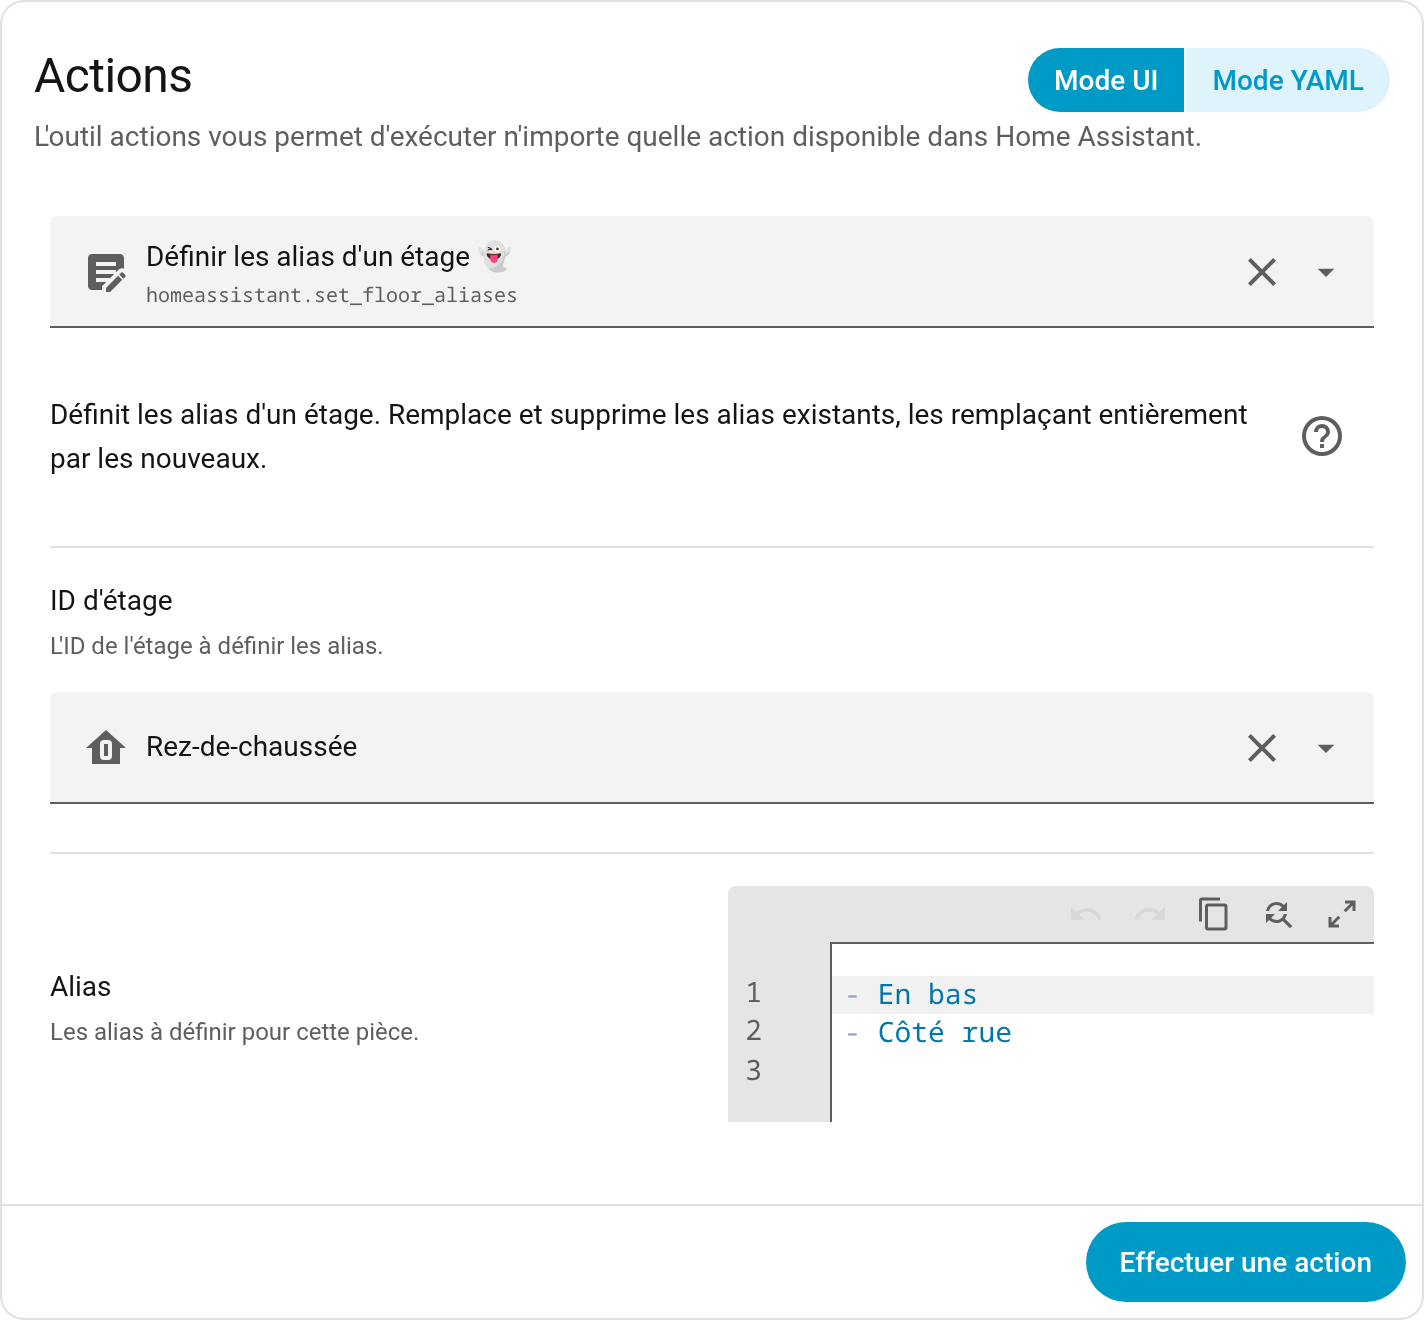 Actions
Mode UI
Mode YAML
L'outil actions vous permet d'exécuter n'importe quelle action disponible dans Home Assistant.
Définir les alias d'un étage 👻
homeassistant.set_floor_aliases
Définit les alias d'un étage. Remplace et supprime les alias existants, les remplaçant entièrement
par les nouveaux.
ID d'étage
L'ID de l'étage à définir les alias.
Rez-de-chaussée
Alias
Les alias à définir pour cette pièce.
1 - En bas
2 - Côté rue
3
Effectuer une action